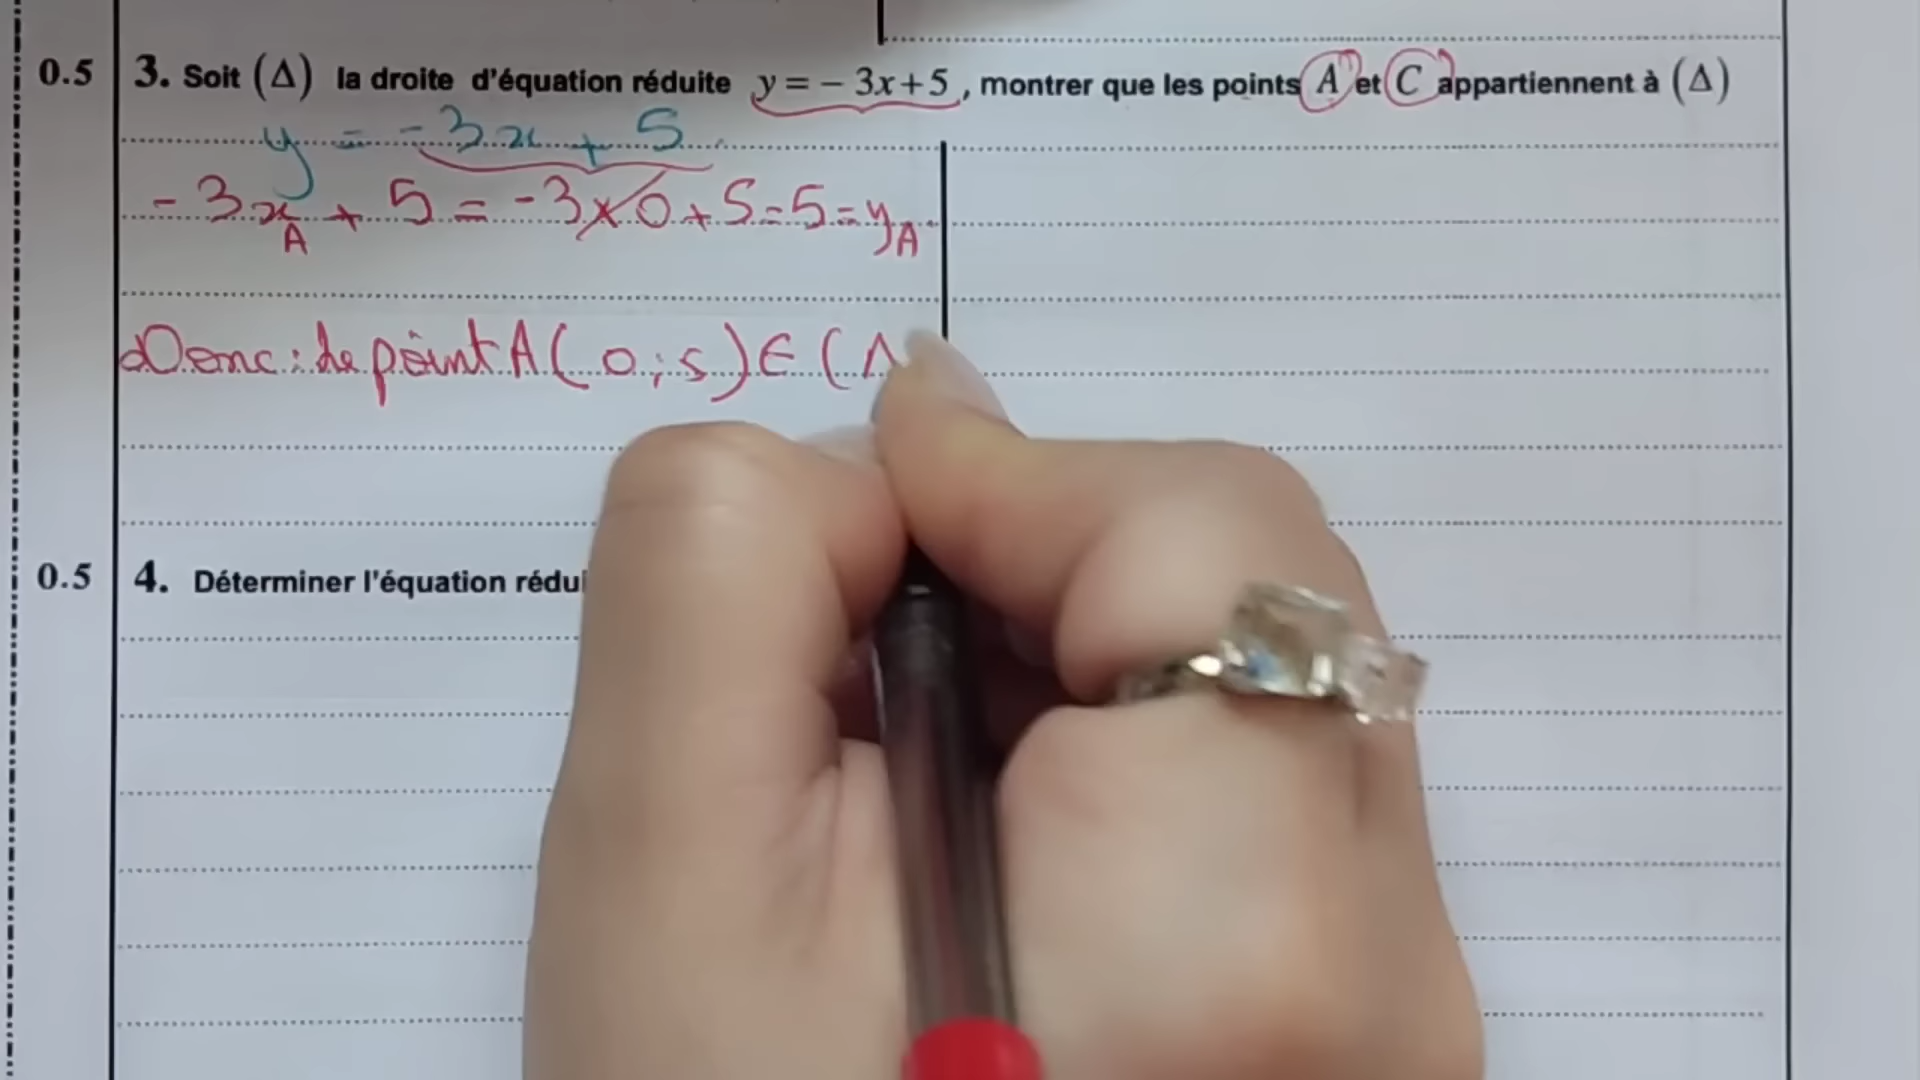 0.5 3. Soit (Δ) la droite d'équation réduite y = − 3x + 5 , montrer que les points A et C appartiennent à (Δ)
y = -3x + 5
-3x_A + 5 = -3×0+5=5=y_A
Donc: le point A(0;5)∈(Δ
0.5 4. Déterminer l'équation